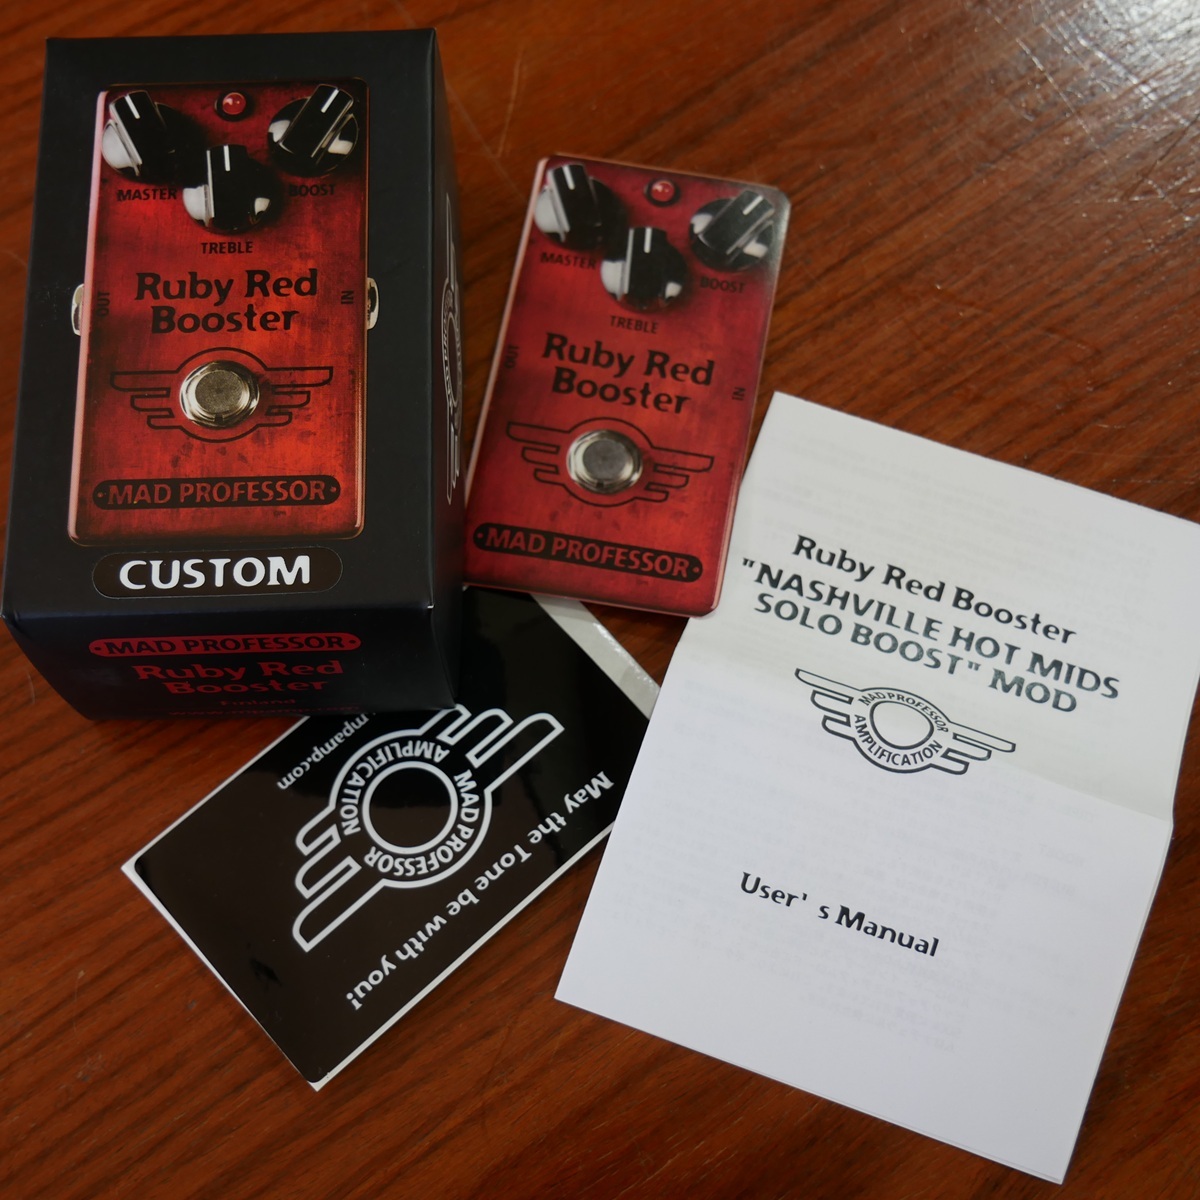 MASTER
BOOST
TREBLE
OUT
IN
Ruby Red
Booster
·MAD PROFESSOR·
CUSTOM
·MAD PROFESSOR·
Ruby Red
Booster
MASTER
BOOST
TREBLE
OUT
IN
Ruby Red
Booster
·MAD PROFESSOR·
Ruby Red Booster
"NASHVILLE HOT MIDS
SOLO BOOST" MOD
MAD PROFESSOR
AMPLIFICATION
User' s Manual
mpamp.com
AMPLIFICATION
MAD PROFESSOR
May the Tone be with you!